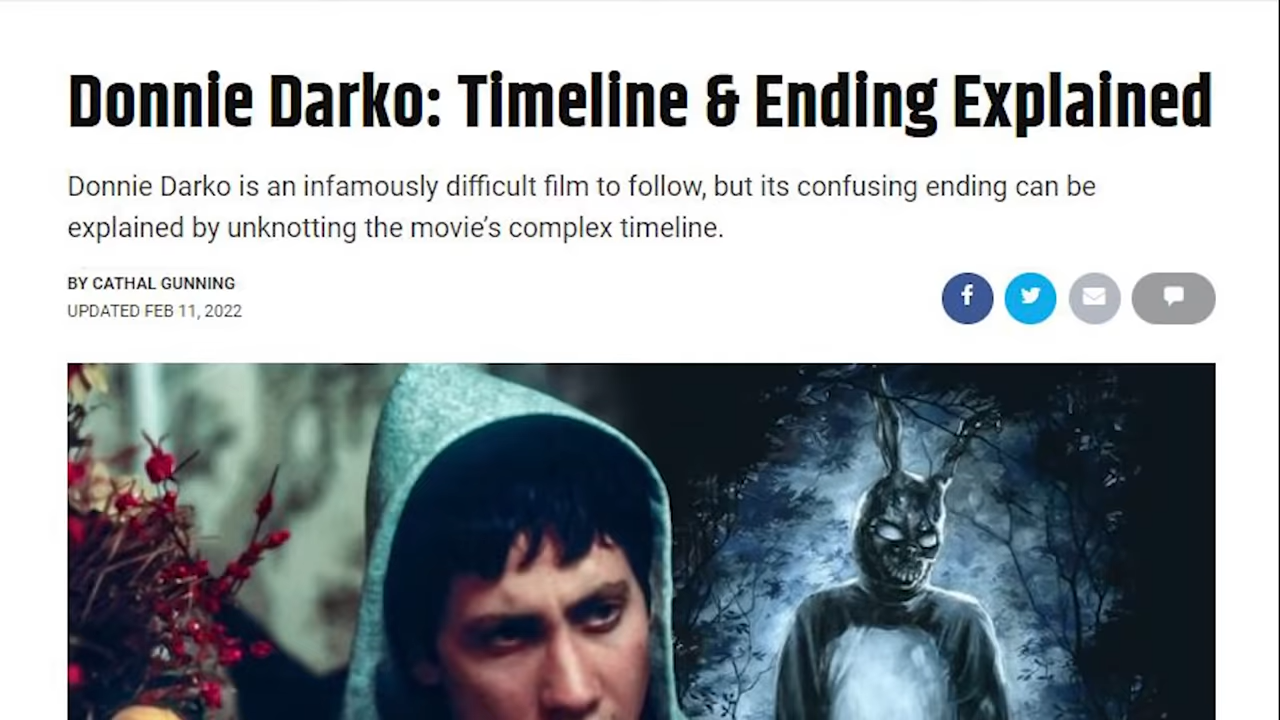 Donnie Darko: Timeline & Ending Explained
Donnie Darko is an infamously difficult film to follow, but its confusing ending can be
explained by unknotting the movie’s complex timeline.
BY CATHAL GUNNING
UPDATED FEB 11, 2022